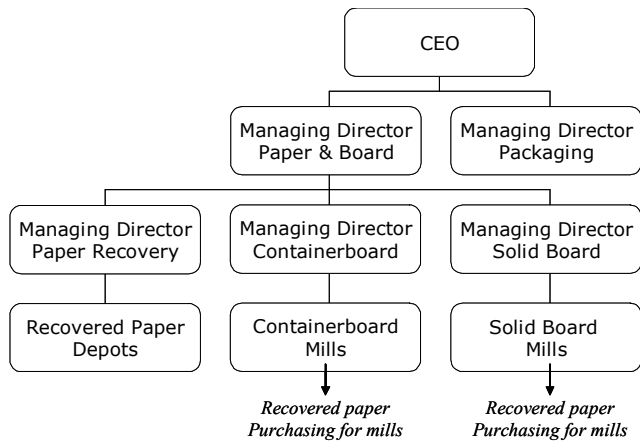 CEO
Managing Director
Paper & Board
Managing Director
Packaging
Managing Director
Paper Recovery
Managing Director
Containerboard
Managing Director
Solid Board
Recovered Paper
Depots
Containerboard
Mills
Solid Board
Mills
Recovered paper
Purchasing for mills
Recovered paper
Purchasing for mills